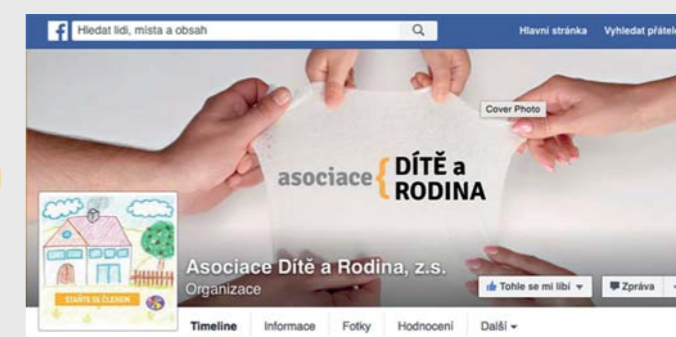 Hledat lidi, místa a obsah
Hlavní stránka Vyhledat přátele
Cover Photo
asociace { DÍTĚ a
RODINA
STAŇTE SE ČLENEM
Asociace Dítě a Rodina, z.s.
Organizace
Tohle se mi líbí
Zpráva
Timeline Informace Fotky Hodnocení Další